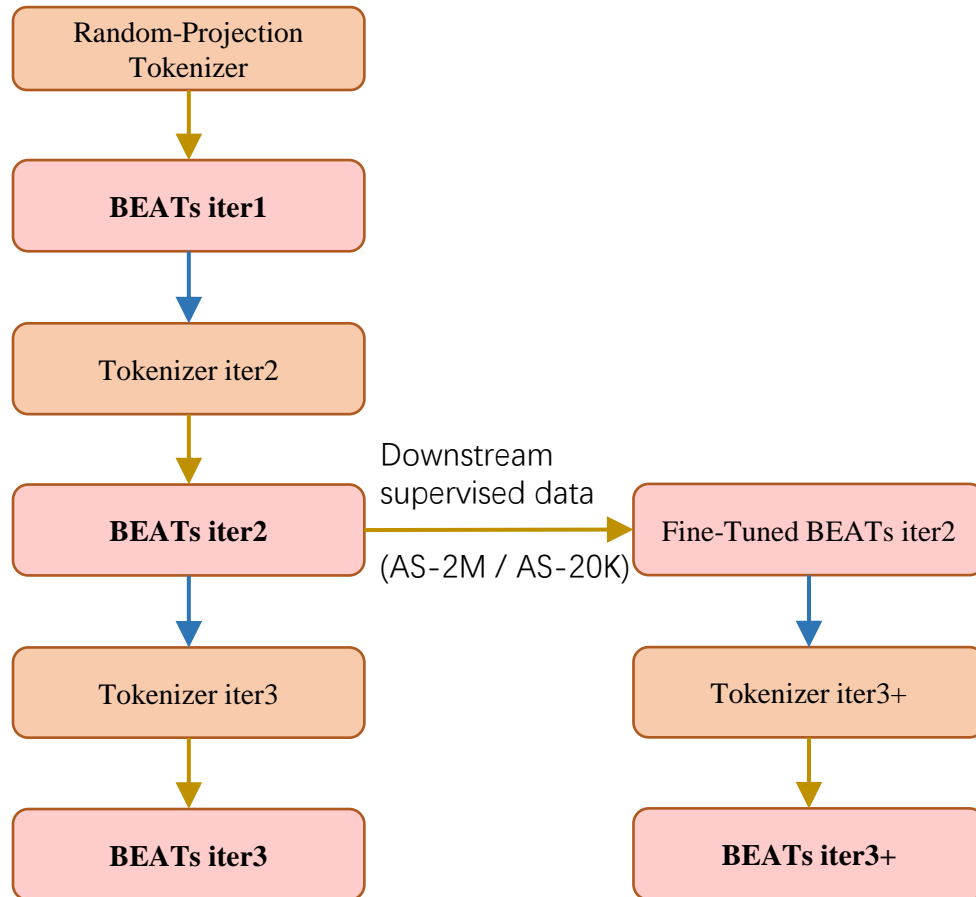 Random-Projection
Tokenizer
BEATs iter1
Tokenizer iter2
Downstream
supervised data
BEATs iter2
Fine-Tuned BEATs iter2
(AS-2M / AS-20K)
Tokenizer iter3
Tokenizer iter3+
BEATs iter3
BEATs iter3+